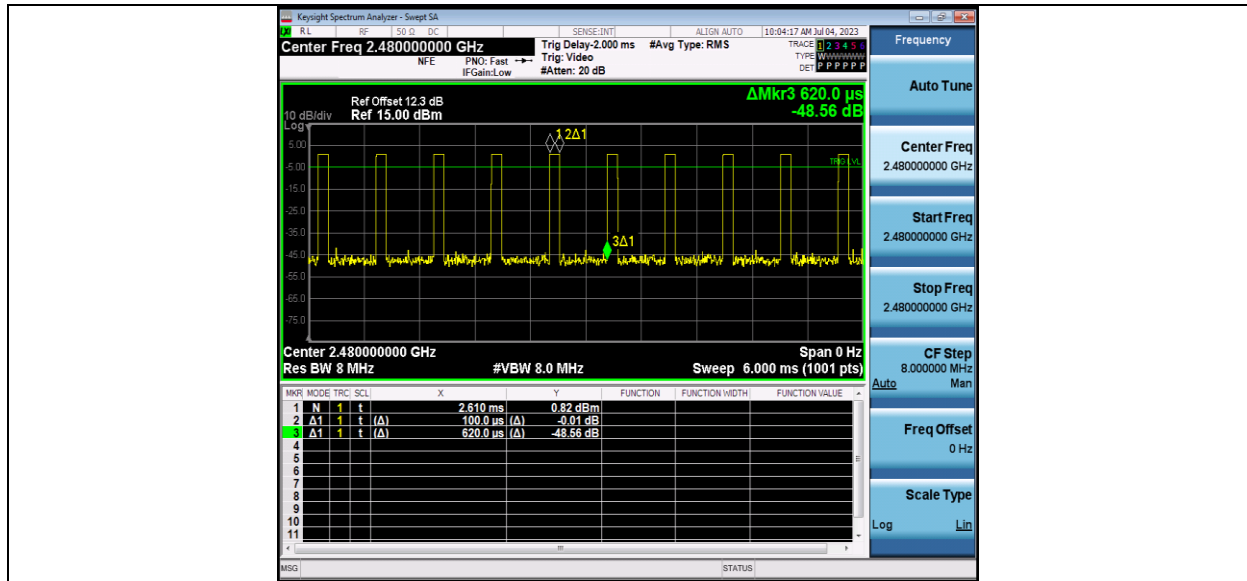 Keysight Spectrum Analyzer - Swept SA
LXI RL RF 50 Ω DC SENSE:INT ALIGN AUTO 10:04:17 AM Jul 04, 2023
Center Freq 2.480000000 GHz Trig Delay-2.000 ms #Avg Type: RMS TRACE 1 2 3 4 5 6
NFE PNO: Fast Trig: Video TYPE WWWWWW
IFGain:Low #Atten: 20 dB DET P P P P P P
ΔMkr3 620.0 µs
-48.56 dB
Ref Offset 12.3 dB
10 dB/div Ref 15.00 dBm
Log
5.00
-5.00
-15.0
-25.0
-35.0
-45.0
-55.0
-65.0
-75.0
1 2Δ1
TRIG LVL
3Δ1
Center 2.480000000 GHz Span 0 Hz
Res BW 8 MHz #VBW 8.0 MHz Sweep 6.000 ms (1001 pts)
MKR MODE TRC SCL X Y FUNCTION FUNCTION WIDTH FUNCTION VALUE
1 N 1 t 2.610 ms 0.82 dBm
2 Δ1 1 t (Δ) 100.0 µs (Δ) -0.01 dB
3 Δ1 1 t (Δ) 620.0 µs (Δ) -48.56 dB
4
5
6
7
8
9
10
11
MSG STATUS
Frequency
Auto Tune
Center Freq
2.480000000 GHz
Start Freq
2.480000000 GHz
Stop Freq
2.480000000 GHz
CF Step
8.000000 MHz
Auto Man
Freq Offset
0 Hz
Scale Type
Log Lin